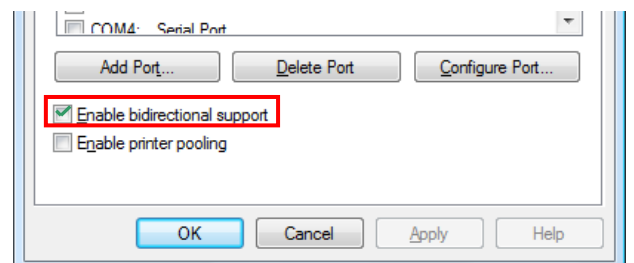 COM4: Serial Port
Add Port... Delete Port Configure Port...
Enable bidirectional support
Enable printer pooling
OK Cancel Apply Help